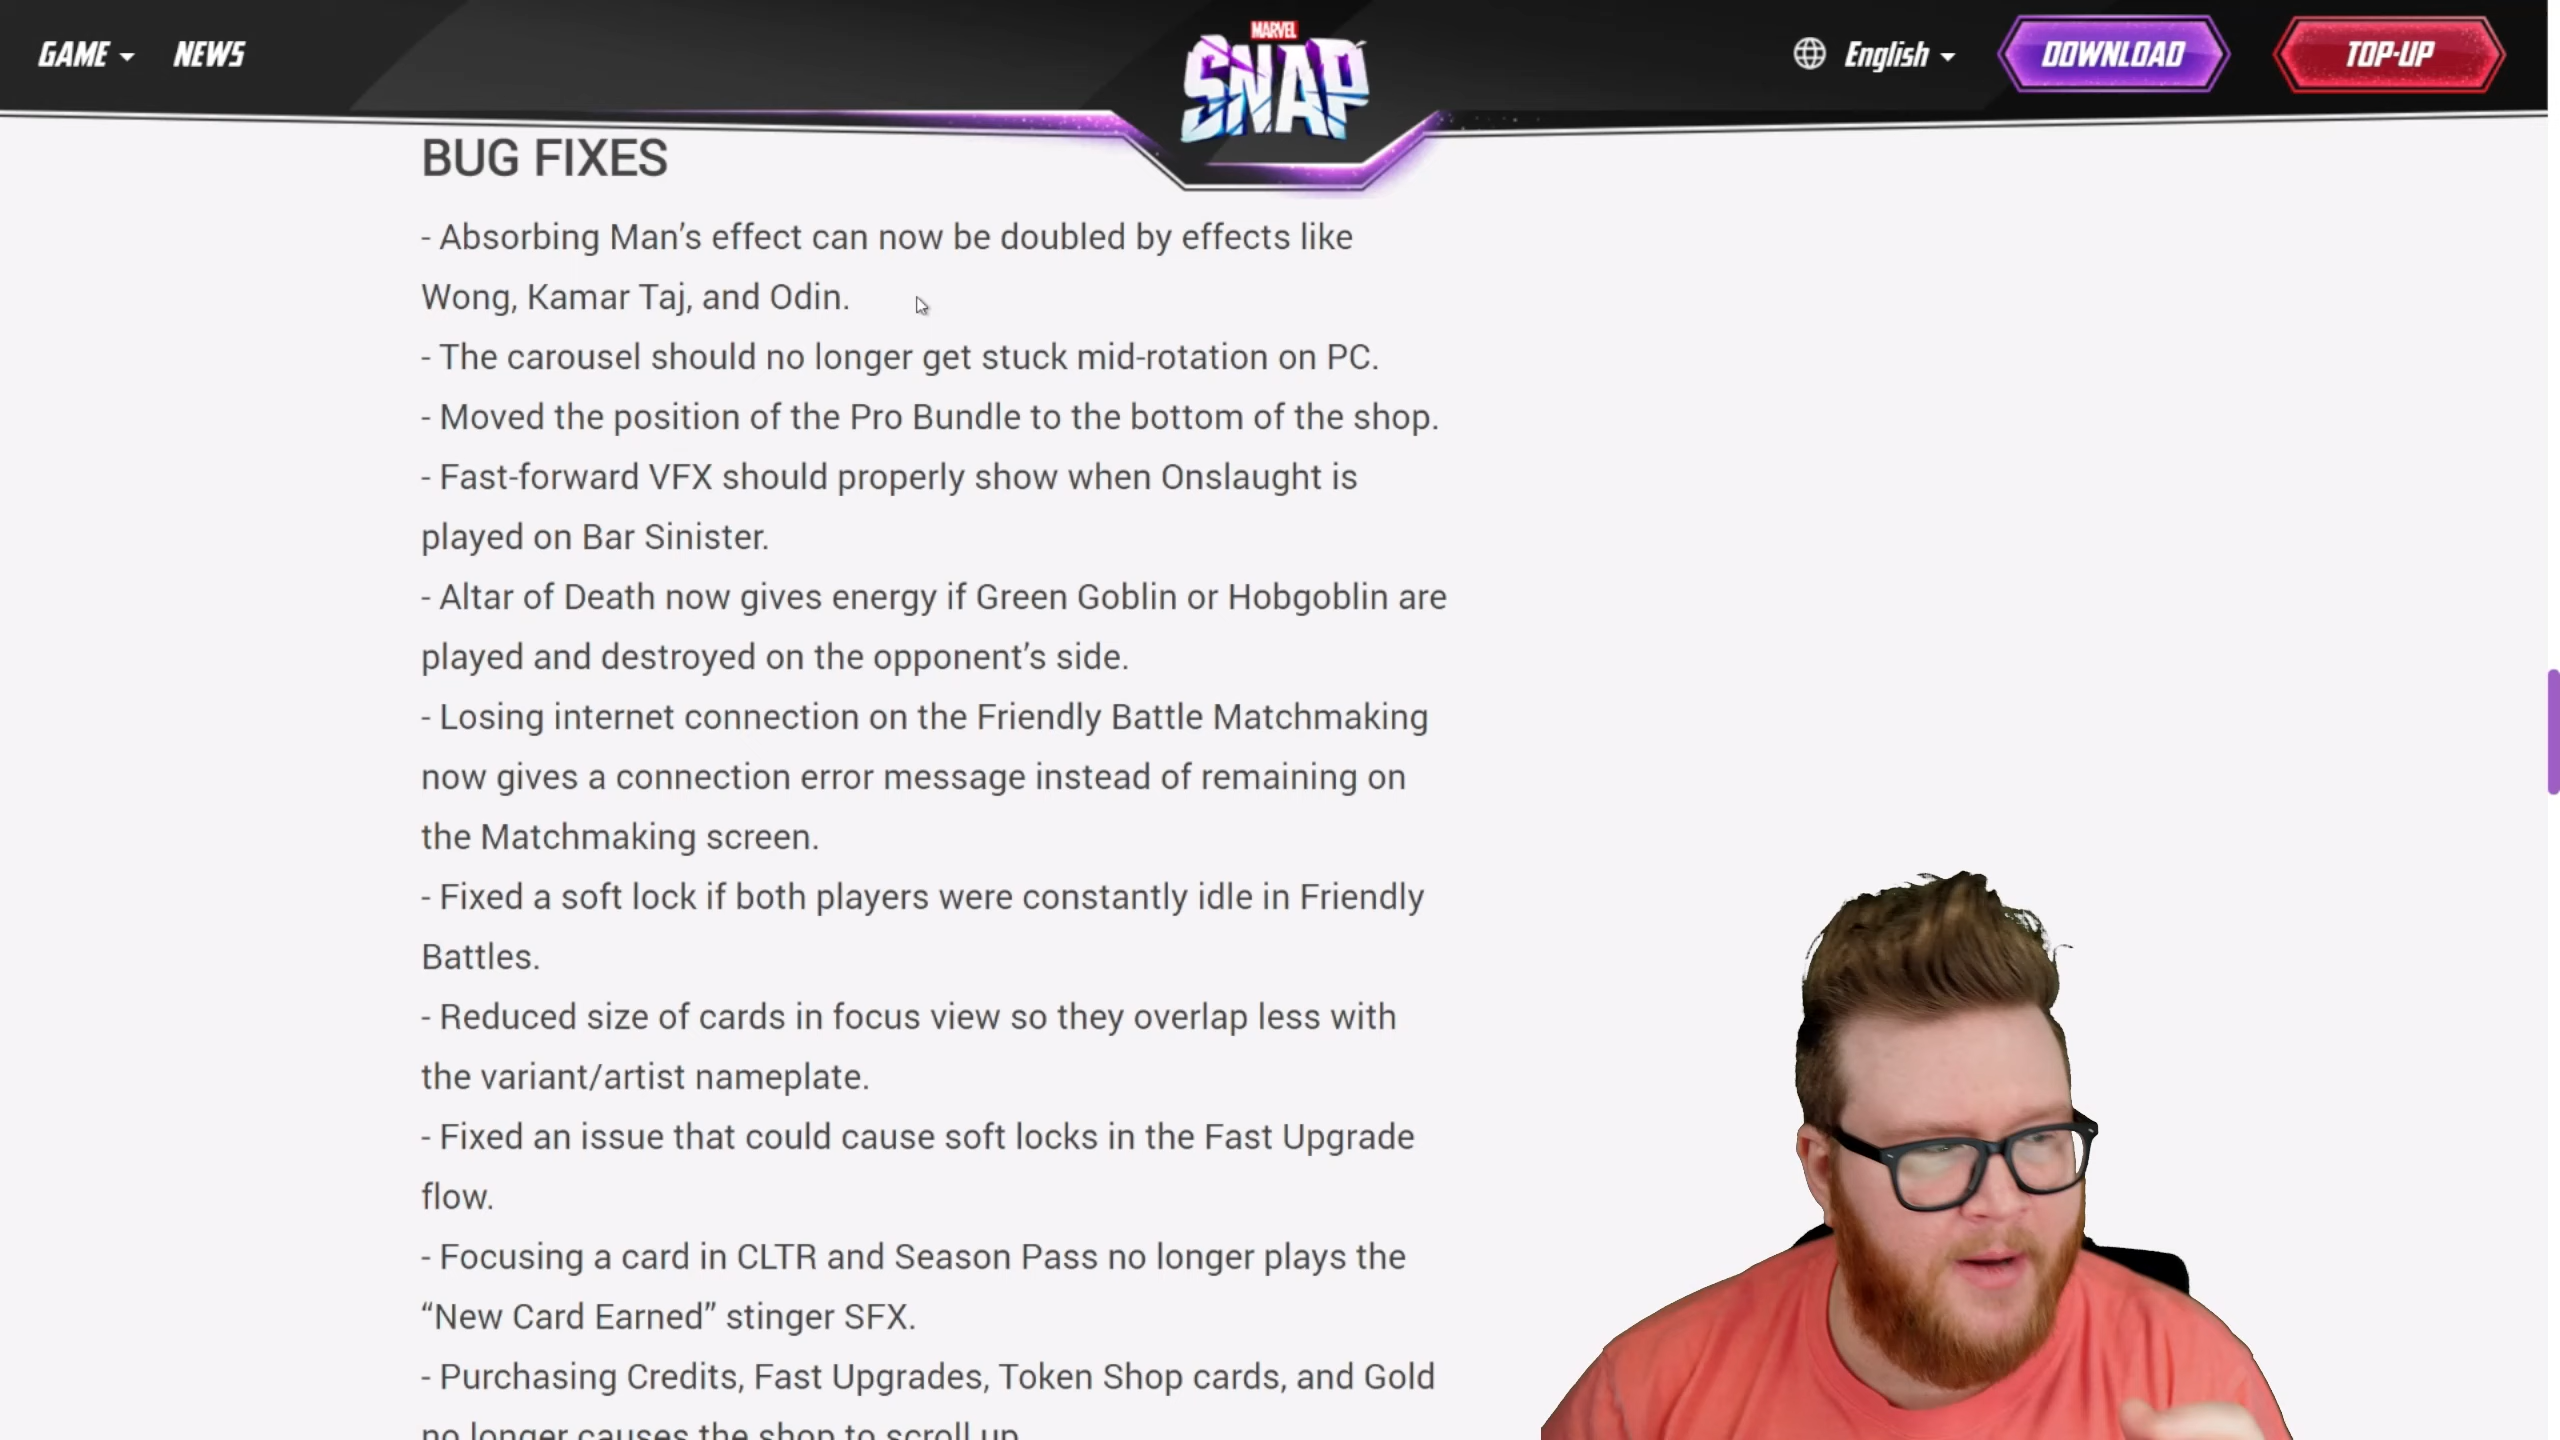 GAME NEWS MARVEL SNAP English DOWNLOAD TOP-UP
BUG FIXES
- Absorbing Man’s effect can now be doubled by effects like
Wong, Kamar Taj, and Odin.
- The carousel should no longer get stuck mid-rotation on PC.
- Moved the position of the Pro Bundle to the bottom of the shop.
- Fast-forward VFX should properly show when Onslaught is
played on Bar Sinister.
- Altar of Death now gives energy if Green Goblin or Hobgoblin are
played and destroyed on the opponent’s side.
- Losing internet connection on the Friendly Battle Matchmaking
now gives a connection error message instead of remaining on
the Matchmaking screen.
- Fixed a soft lock if both players were constantly idle in Friendly
Battles.
- Reduced size of cards in focus view so they overlap less with
the variant/artist nameplate.
- Fixed an issue that could cause soft locks in the Fast Upgrade
flow.
- Focusing a card in CLTR and Season Pass no longer plays the
“New Card Earned” stinger SFX.
- Purchasing Credits, Fast Upgrades, Token Shop cards, and Gold
no longer causes the shop to scroll up